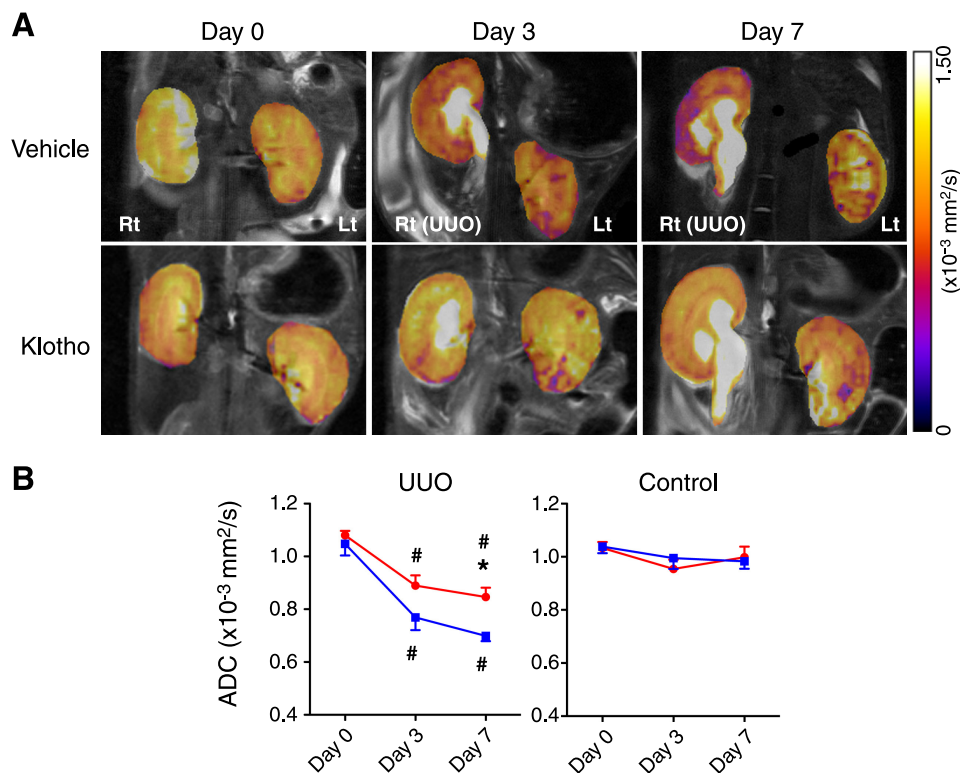 A
Day 0
Day 3
Day 7
Vehicle
Klotho
Rt
Lt
Rt (UUO)
Lt
Rt (UUO)
Lt
1.50
(x10⁻³ mm²/s)
0
B
UUO
Control
ADC (x10⁻³ mm²/s)
1.2
1.0
0.8
0.6
0.4
#
#
*
#
#
Day 0
Day 3
Day 7
1.2
1.0
0.8
0.6
0.4
Day 0
Day 3
Day 7